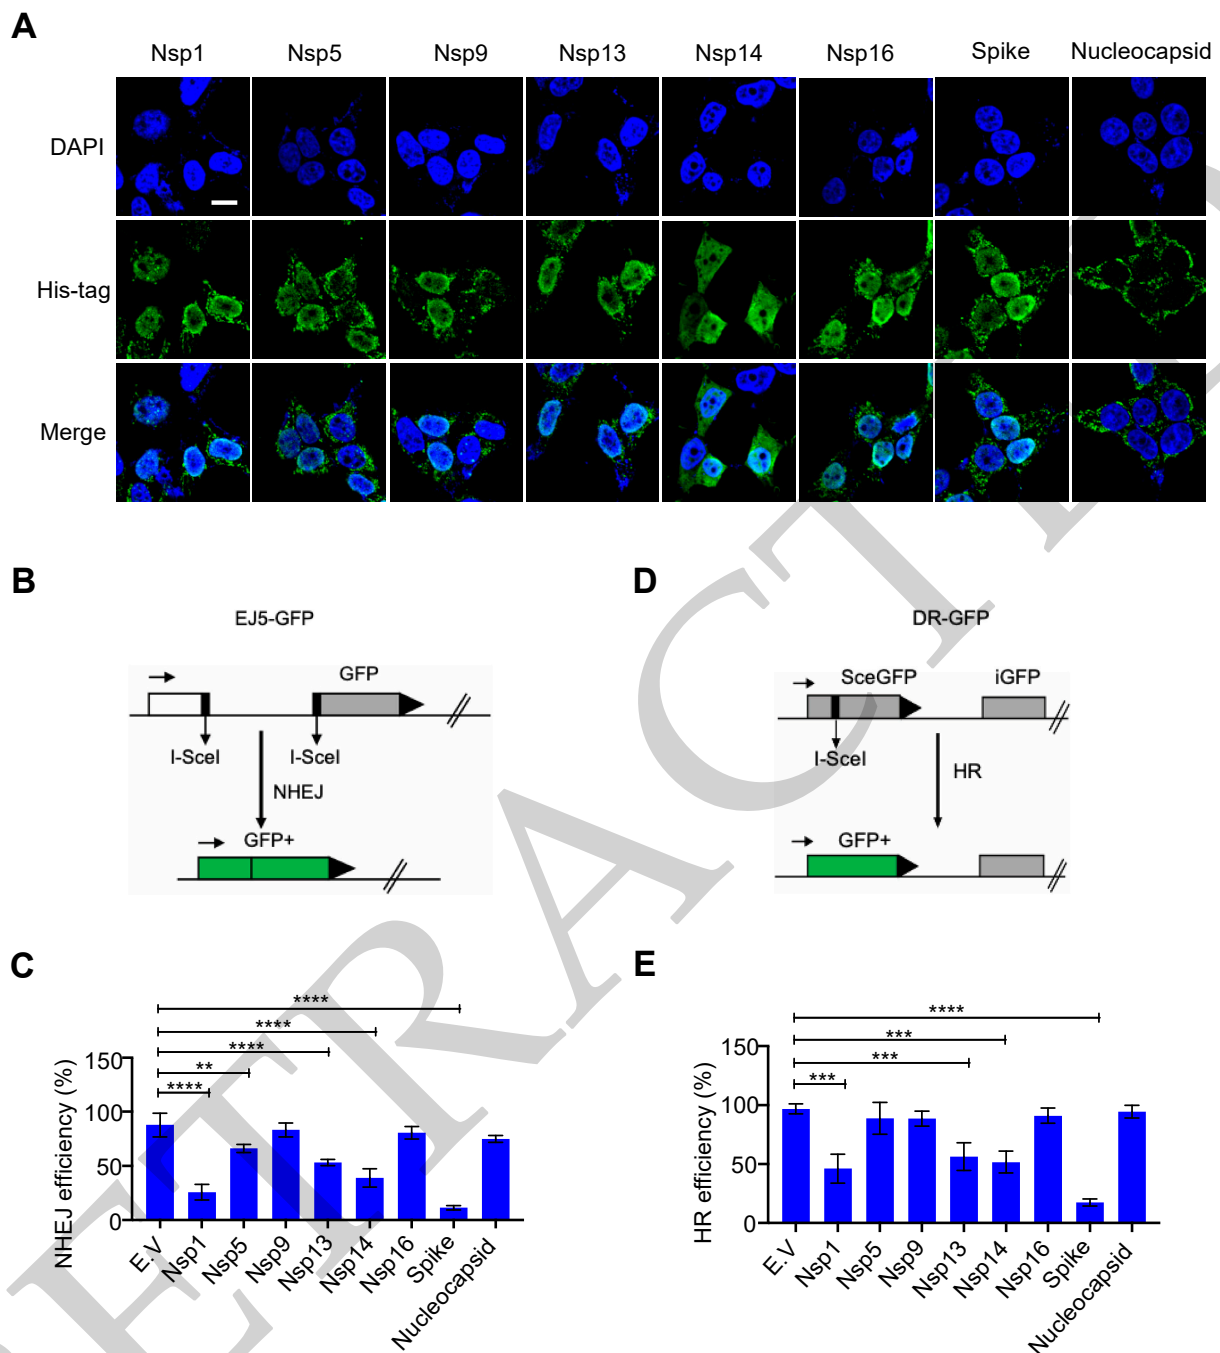 A
Nsp1 Nsp5 Nsp9 Nsp13 Nsp14 Nsp16 Spike Nucleocapsid
DAPI
His-tag
Merge
B
EJ5-GFP
GFP
I-SceI I-SceI
NHEJ
GFP+
D
DR-GFP
SceGFP iGFP
I-SceI
HR
GFP+
C
****
****
****
**
****
NHEJ efficiency (%)
150
100
50
0
E.V Nsp1 Nsp5 Nsp9 Nsp13 Nsp14 Nsp16 Spike Nucleocapsid
E
****
***
***
***
HR efficiency (%)
150
100
50
0
E.V Nsp1 Nsp5 Nsp9 Nsp13 Nsp14 Nsp16 Spike Nucleocapsid
ETRACT